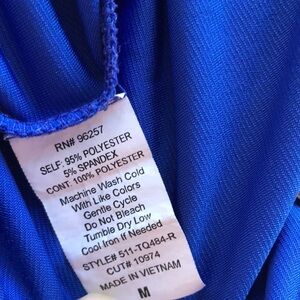 RN# 96257
SELF: 95% POLYESTER
5% SPANDEX
CONT: 100% POLYESTER
Machine Wash Cold
With Like Colors
Gentle Cycle
Do Not Bleach
Tumble Dry Low
Cool Iron If Needed
STYLE# 511-TQ484-R
CUT# 10974
MADE IN VIETNAM
M